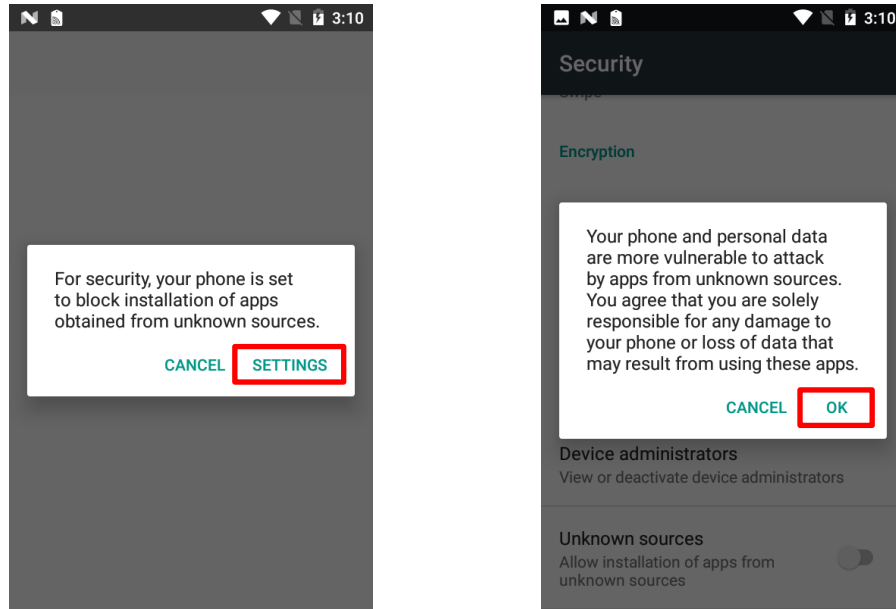 3:10
For security, your phone is set
to block installation of apps
obtained from unknown sources.
CANCEL SETTINGS
3:10
Security
Encryption
Your phone and personal data
are more vulnerable to attack
by apps from unknown sources.
You agree that you are solely
responsible for any damage to
your phone or loss of data that
may result from using these apps.
CANCEL OK
Device administrators
View or deactivate device administrators
Unknown sources
Allow installation of apps from
unknown sources